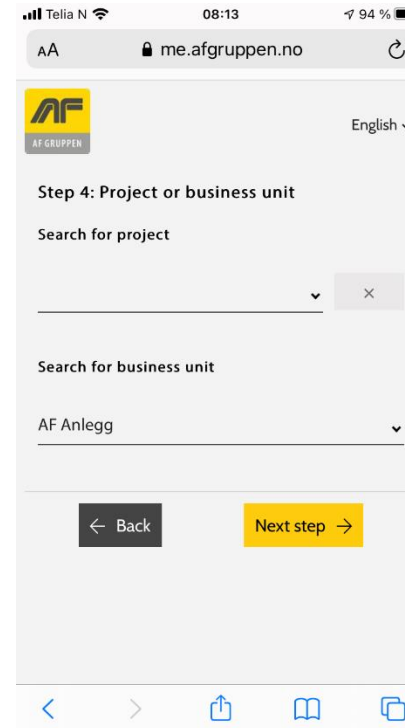 Telia N 08:13 94 %
AA me.afgruppen.no
AF
AF GRUPPEN
English
Step 4: Project or business unit
Search for project
Search for business unit
AF Anlegg
← Back Next step →